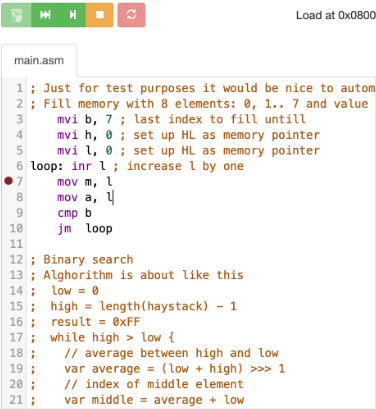 Load at 0x0800
main.asm
1 ; Just for test purposes it would be nice to autom
2 ; Fill memory with 8 elements: 0, 1.. 7 and value
3 mvi b, 7 ; last index to fill untill
4 mvi h, 0 ; set up HL as memory pointer
5 mvi l, 0 ; set up HL as memory pointer
6 loop: inr l ; increase l by one
7 mov m, l
8 mov a, l
9 cmp b
10 jm loop
11
12 ; Binary search
13 ; Alghorithm is about like this
14 ; low = 0
15 ; high = length(haystack) - 1
16 ; result = 0xFF
17 ; while high > low {
18 ; // average between high and low
19 ; var average = (low + high) >>> 1
20 ; // index of middle element
21 ; var middle = average + low